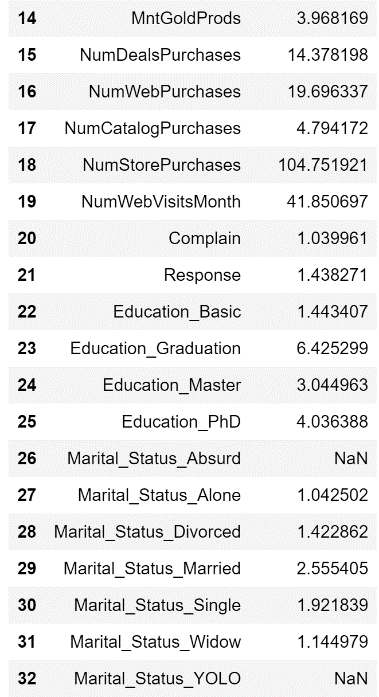 14 MntGoldProds 3.968169
15 NumDealsPurchases 14.378198
16 NumWebPurchases 19.696337
17 NumCatalogPurchases 4.794172
18 NumStorePurchases 104.751921
19 NumWebVisitsMonth 41.850697
20 Complain 1.039961
21 Response 1.438271
22 Education_Basic 1.443407
23 Education_Graduation 6.425299
24 Education_Master 3.044963
25 Education_PhD 4.036388
26 Marital_Status_Absurd NaN
27 Marital_Status_Alone 1.042502
28 Marital_Status_Divorced 1.422862
29 Marital_Status_Married 2.555405
30 Marital_Status_Single 1.921839
31 Marital_Status_Widow 1.144979
32 Marital_Status_YOLO NaN